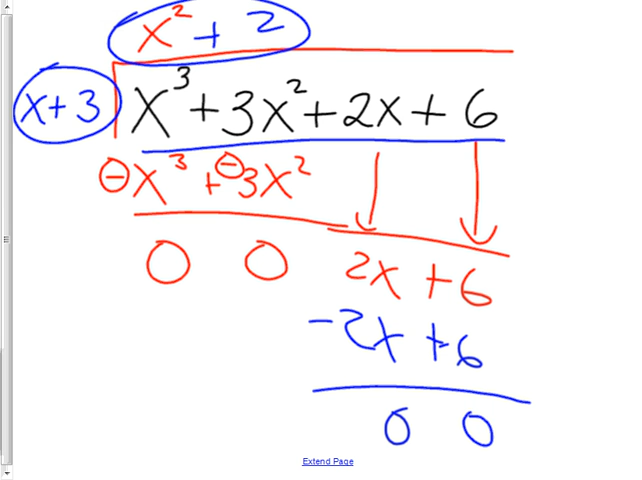 x² + 2
x+3 x³+3x²+2x+6
⊖x³ +⊖3x²
0 0 2x +6
-2x +6
0 0
Extend Page